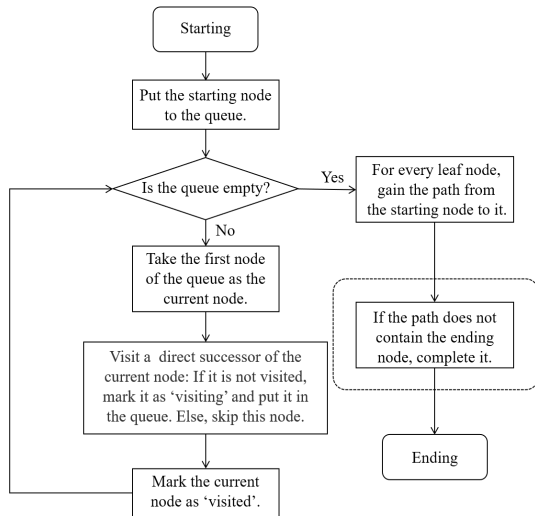 Starting
Put the starting node
to the queue.
Is the queue empty?
Yes
No
Take the first node
of the queue as the
current node.
Visit a direct successor of the
current node: If it is not visited,
mark it as ‘visiting’ and put it in
the queue. Else, skip this node.
Mark the current
node as ‘visited’.
For every leaf node,
gain the path from
the starting node to it.
If the path does not
contain the ending
node, complete it.
Ending